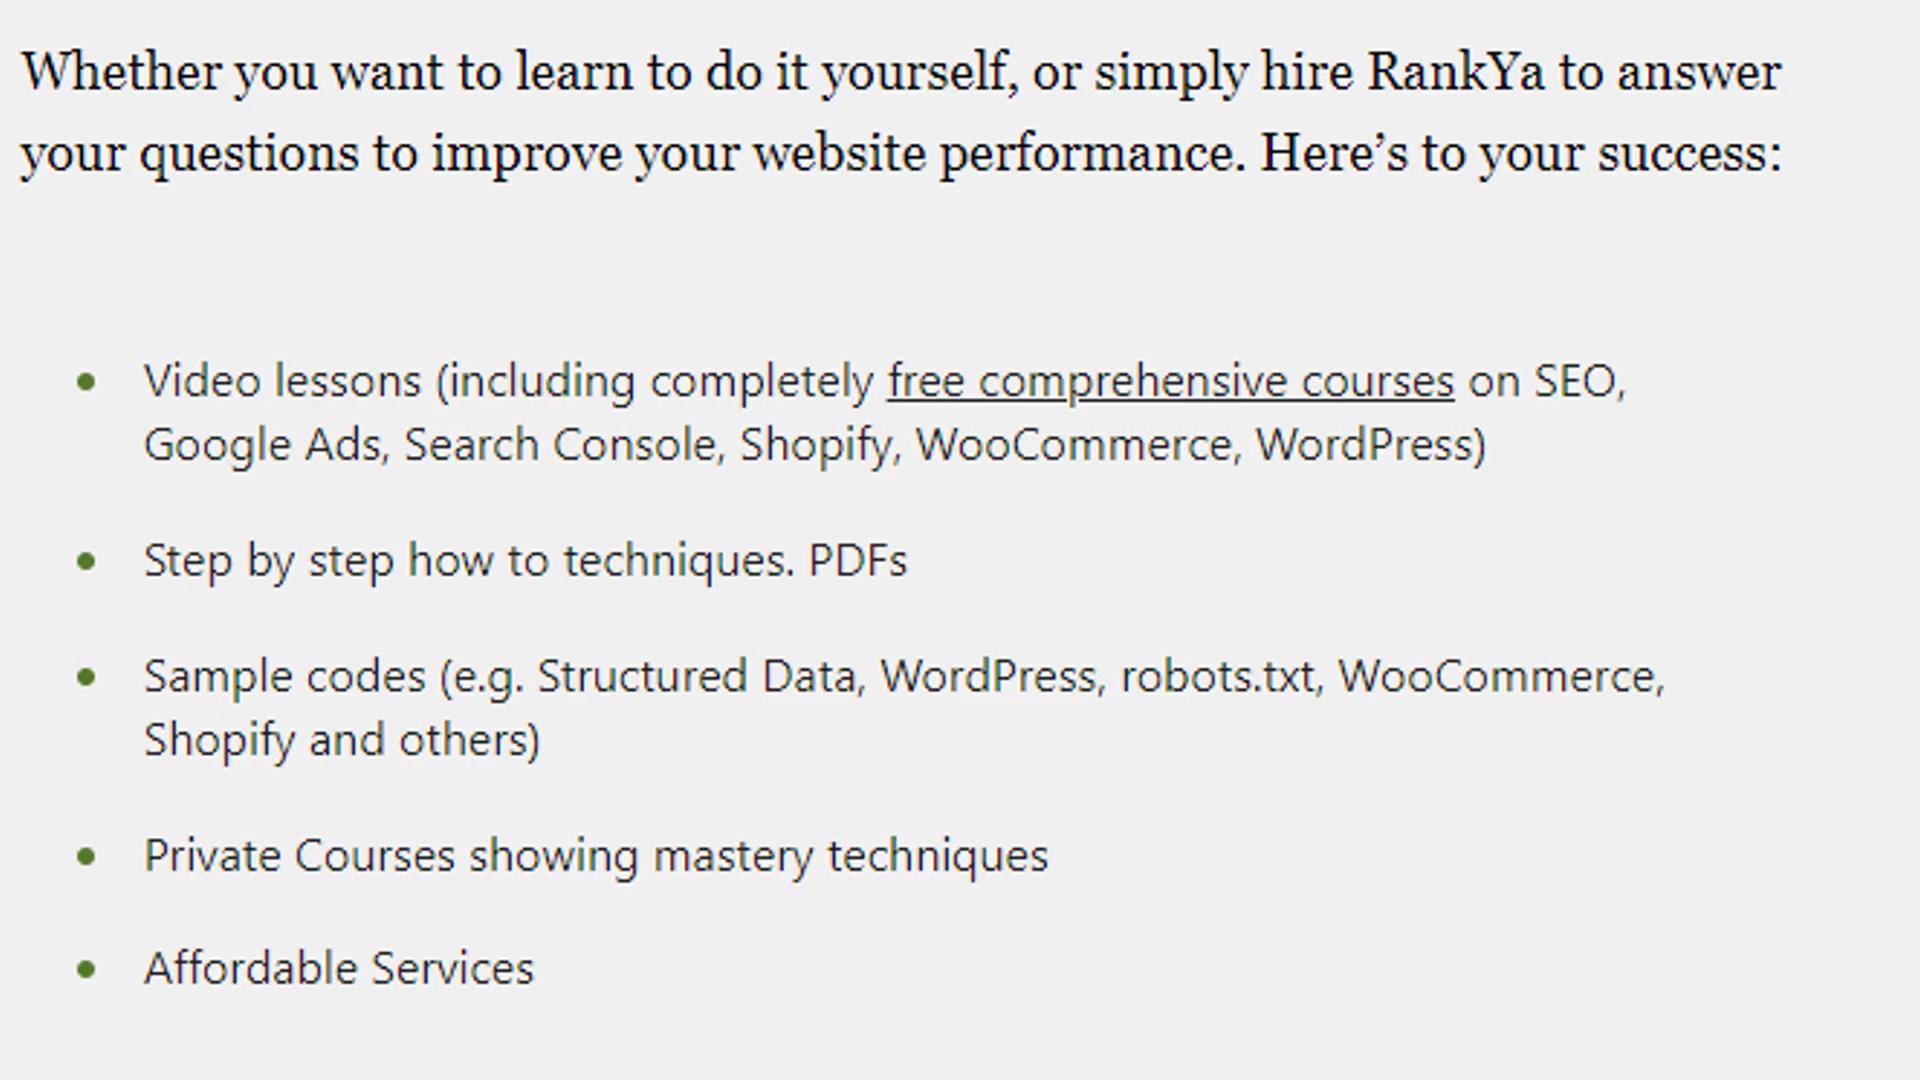 Whether you want to learn to do it yourself, or simply hire RankYa to answer
your questions to improve your website performance. Here’s to your success:
• Video lessons (including completely free comprehensive courses on SEO,
Google Ads, Search Console, Shopify, WooCommerce, WordPress)
• Step by step how to techniques. PDFs
• Sample codes (e.g. Structured Data, WordPress, robots.txt, WooCommerce,
Shopify and others)
• Private Courses showing mastery techniques
• Affordable Services